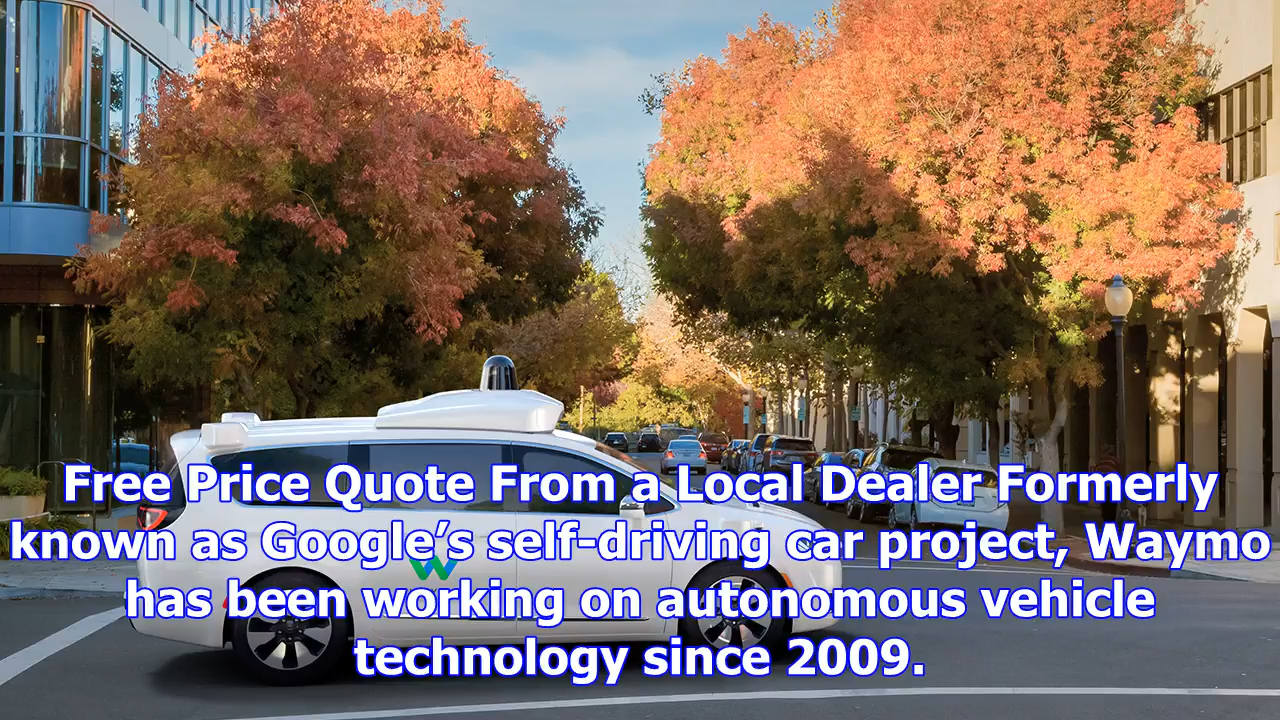 Free Price Quote From a Local Dealer Formerly
known as Google’s self-driving car project, Waymo
has been working on autonomous vehicle
technology since 2009.